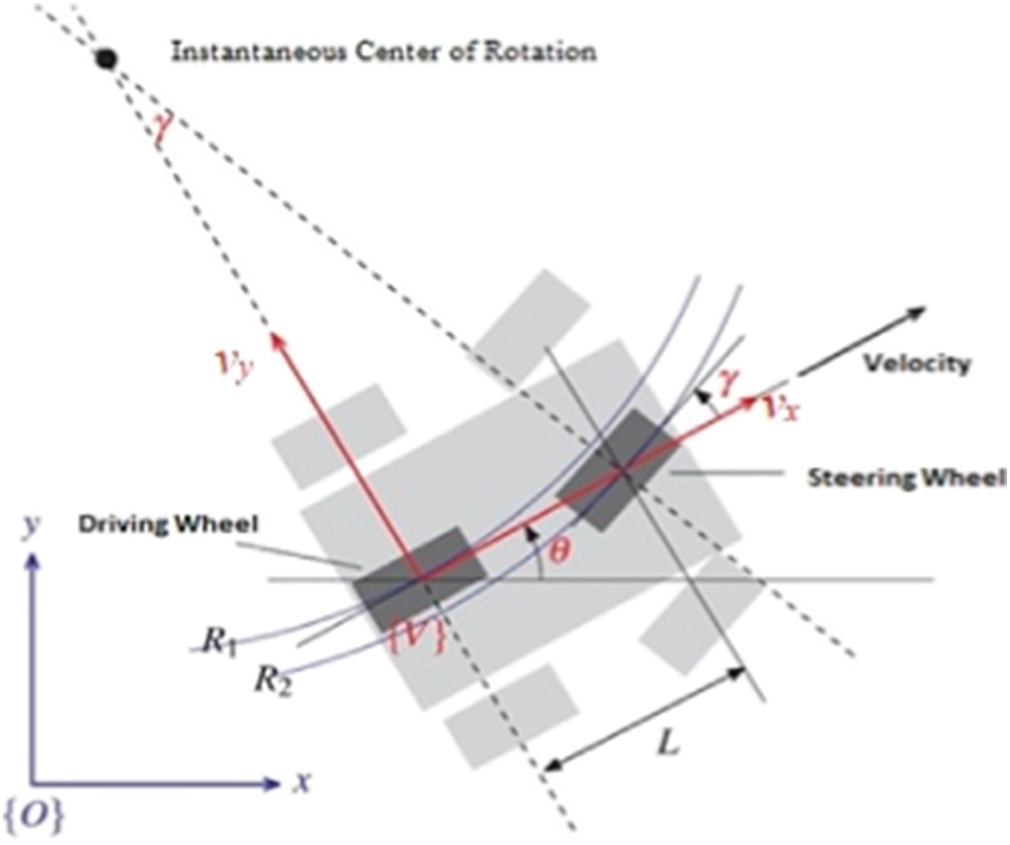 Instantaneous Center of Rotation
γ
vy
Velocity
γ
vx
Steering Wheel
y
Driving Wheel
θ
R1
{V}
R2
L
x
{O}